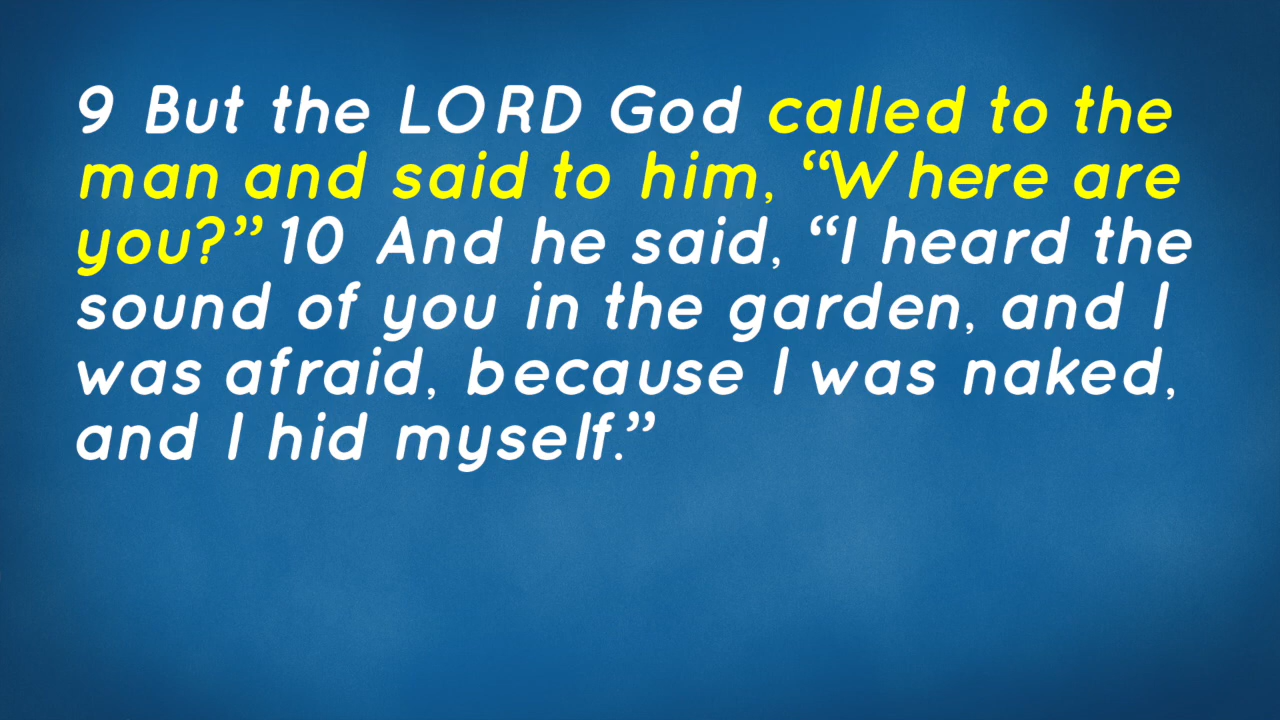 9 But the LORD God called to the
man and said to him, “Where are
you?” 10 And he said, “I heard the
sound of you in the garden, and I
was afraid, because I was naked,
and I hid myself.”